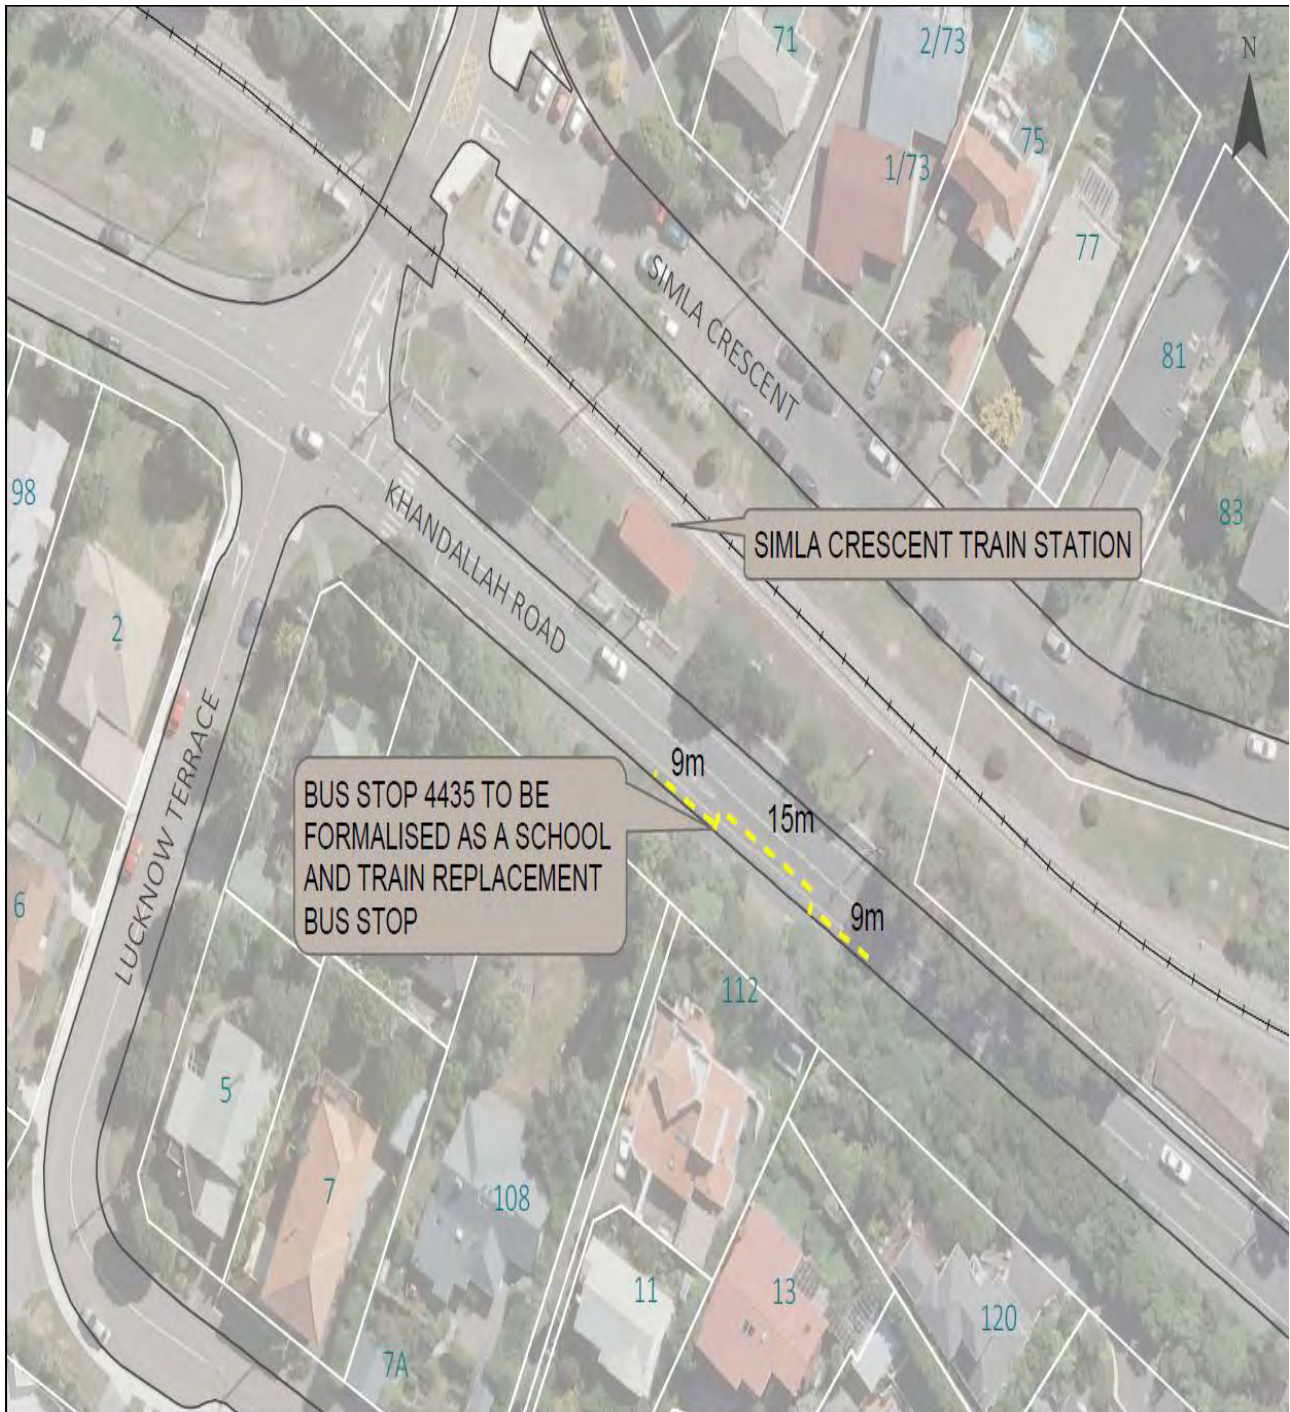 71
2/73
N
75
1/73
77
SIMLA CRESCENT
81
98
KHANDALLAH ROAD
83
SIMLA CRESCENT TRAIN STATION
2
LUCKNOW TERRACE
9m
BUS STOP 4435 TO BE
FORMALISED AS A SCHOOL
AND TRAIN REPLACEMENT
BUS STOP
15m
6
9m
112
5
7
108
11
13
120
7A